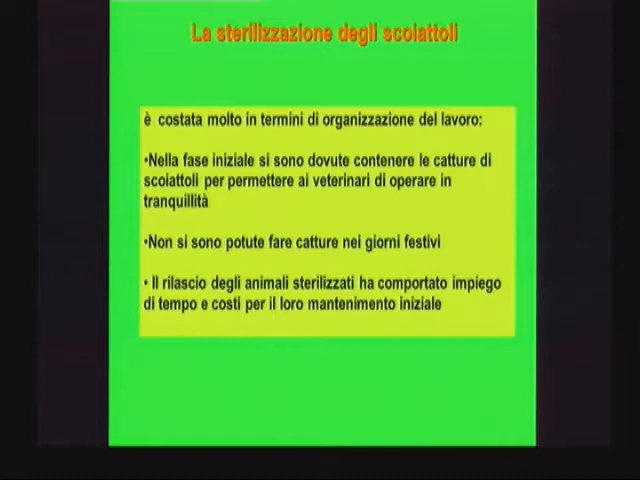 La sterilizzazione degli scoiattoli
è costata molto in termini di organizzazione del lavoro:
•Nella fase iniziale si sono dovute contenere le catture di
scoiattoli per permettere ai veterinari di operare in
tranquillità
•Non si sono potute fare catture nei giorni festivi
• Il rilascio degli animali sterilizzati ha comportato impiego
di tempo e costi per il loro mantenimento iniziale